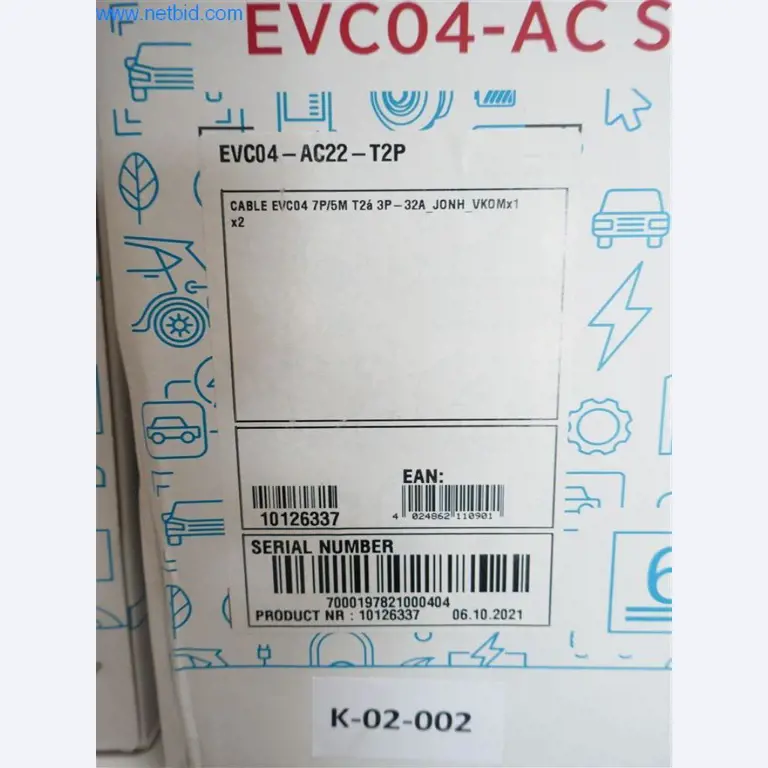 www.netbid.com
EVC04-AC S
EVC04-AC22-T2P
CABLE EVC04 7P/5M T2á 3P-32A_JONH_VKOMx1
x2
EAN:
10126337
4 024862 110901
SERIAL NUMBER
7000197821000404
PRODUCT NR : 10126337 06.10.2021
6
K-02-002